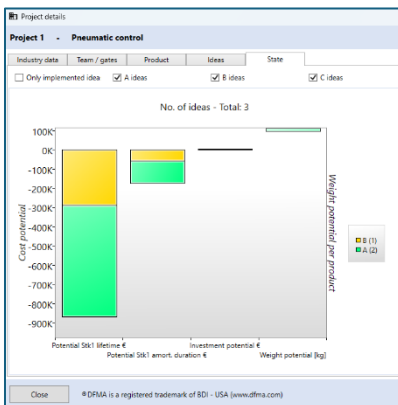 Project details
Project 1 - Pneumatic control
Industry data Team / gates Product Ideas State
Only implemented idea A ideas B ideas C ideas
No. of ideas - Total: 3
100K
0K
-100K
-200K
-300K
-400K
-500K
-600K
-700K
-800K
-900K
Cost potential
Weight potential per product
B (1)
A (2)
Potential Stk1 lifetime € Investment potential €
Potential Stk1 amort. duration € Weight potential [kg]
Close ® DFMA is a registered trademark of BDI - USA (www.dfma.com)